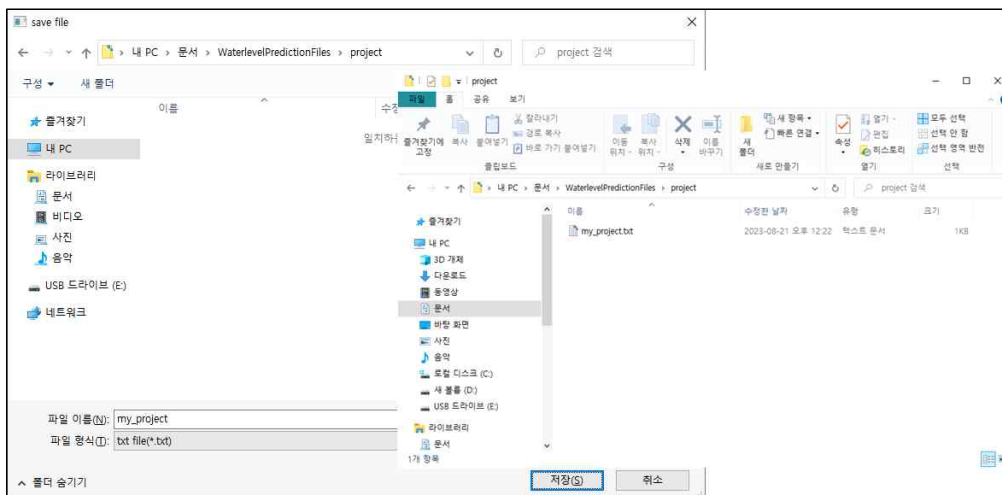 save file
내 PC > 문서 > WaterlevelPredictionFiles > project
project 검색
구성
새 폴더
이름
수정
일치하는
즐겨찾기
내 PC
라이브러리
문서
비디오
사진
음악
USB 드라이브 (E:)
네트워크
파일 이름(N): my_project
파일 형식(T): txt file(*.txt)
폴더 숨기기
저장(S)
취소
project
파일 홈 공유 보기
즐겨찾기에 고정
복사
붙여넣기
잘라내기
경로 복사
바로 가기 붙여넣기
클립보드
이동 위치
복사 위치
삭제
이름 바꾸기
구성
새 폴더
새 항목
빠른 연결
새로 만들기
속성
열기
편집
히스토리
열기
모두 선택
선택 안 함
선택 영역 반전
선택
내 PC > 문서 > WaterlevelPredictionFiles > project
project 검색
이름 수정한 날짜 유형 크기
my_project.txt 2023-08-21 오후 12:22 텍스트 문서 1KB
즐겨찾기
내 PC
3D 개체
다운로드
동영상
문서
바탕 화면
사진
음악
로컬 디스크 (C:)
새 볼륨 (D:)
USB 드라이브 (E:)
라이브러리
문서
1개 항목